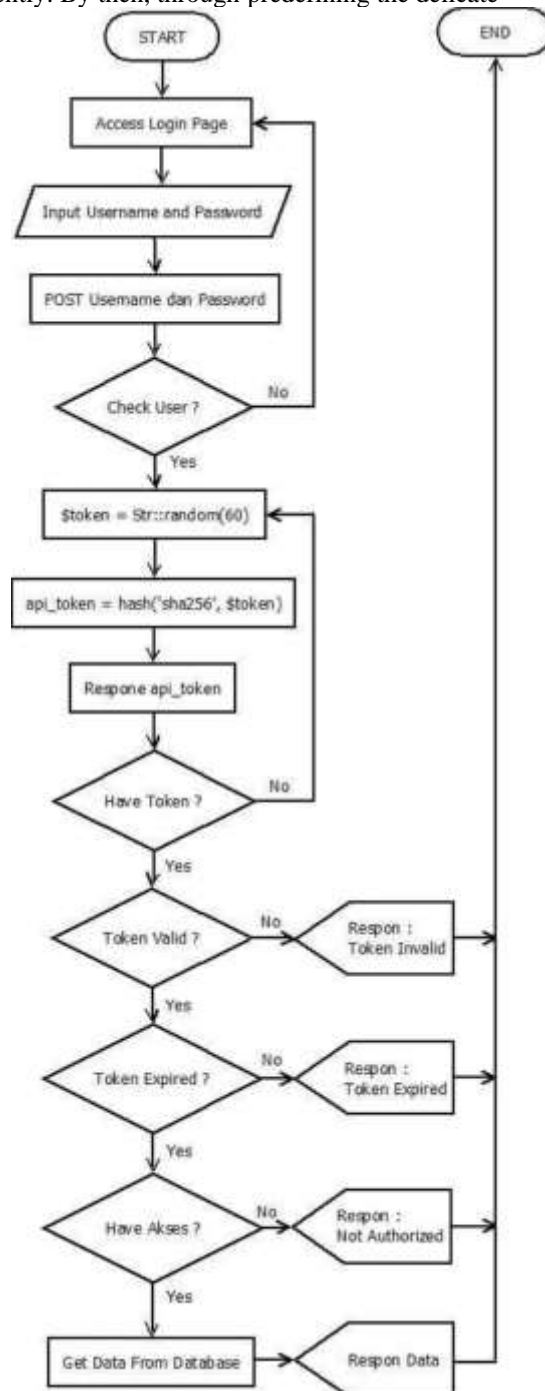 ently. By then, through predefining the delicate
START
END
Access Login Page
Input Username and Password
POST Username dan Password
Check User ?
No
Yes
$token = Str::random(60)
api_token = hash('sha256', $token)
Respone api_token
Have Token ?
No
Yes
Token Valid ?
No
Respon :
Token Invalid
Yes
Token Expired ?
No
Respon :
Token Expired
Yes
Have Akses ?
No
Respon :
Not Authorized
Yes
Get Data From Database
Respon Data